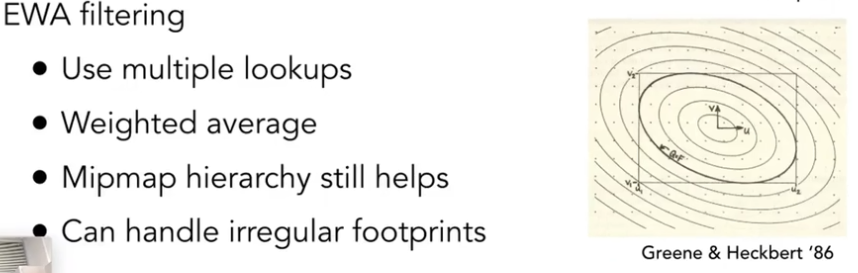 EWA filtering
• Use multiple lookups
• Weighted average
• Mipmap hierarchy still helps
• Can handle irregular footprints
V
u
Q=F
Greene & Heckbert ‘86